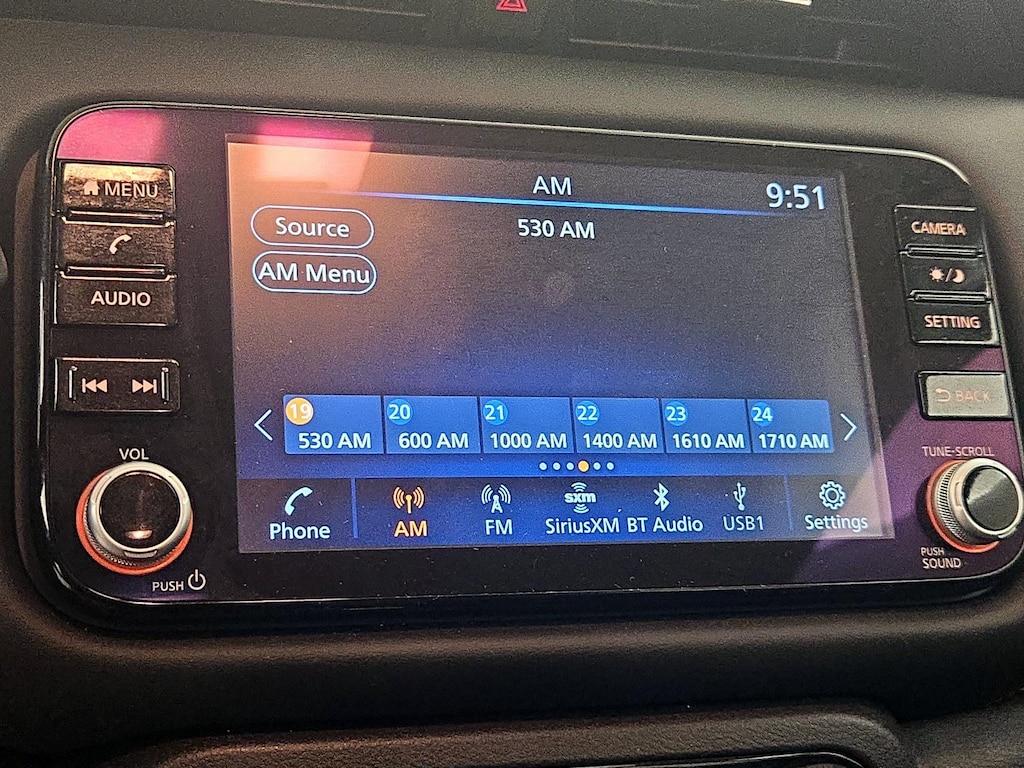 MENU
AUDIO
VOL
PUSH
AM
9:51
Source
530 AM
AM Menu
19
530 AM
20
600 AM
21
1000 AM
22
1400 AM
23
1610 AM
24
1710 AM
Phone
AM
FM
sxm
SiriusXM
BT Audio
USB1
Settings
CAMERA
SETTING
BACK
TUNE-SCROLL
PUSH
SOUND